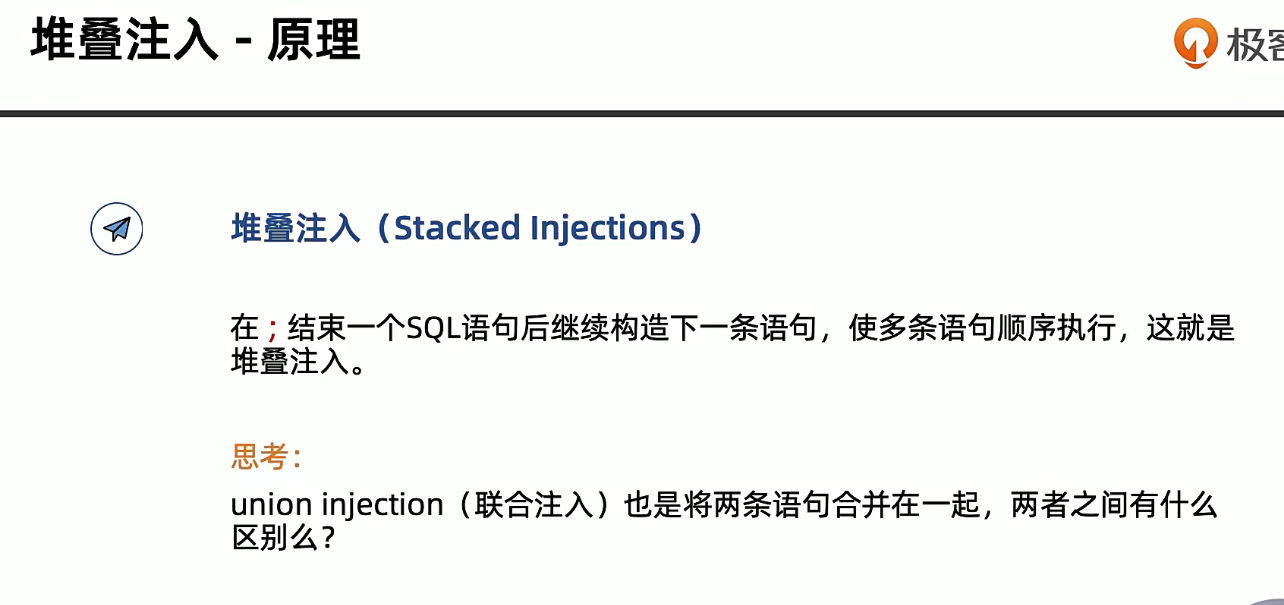 堆叠注入 - 原理
极客
堆叠注入（Stacked Injections）
在 ; 结束一个SQL语句后继续构造下一条语句，使多条语句顺序执行，这就是
堆叠注入。
思考：
union injection（联合注入）也是将两条语句合并在一起，两者之间有什么
区别么？